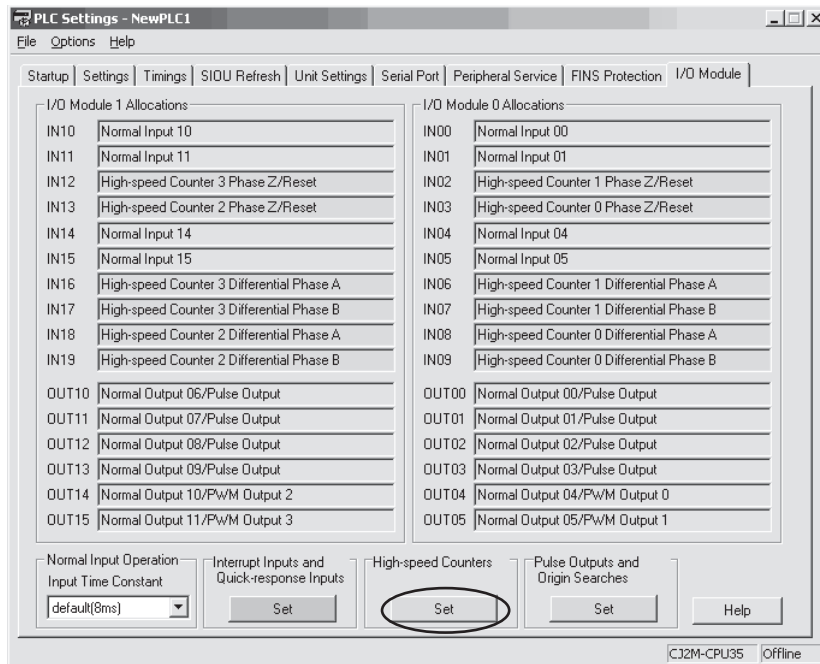 PLC Settings - NewPLC1
File Options Help
Startup Settings Timings SIOU Refresh Unit Settings Serial Port Peripheral Service FINS Protection I/O Module
I/O Module 1 Allocations
IN10 Normal Input 10
IN11 Normal Input 11
IN12 High-speed Counter 3 Phase Z/Reset
IN13 High-speed Counter 2 Phase Z/Reset
IN14 Normal Input 14
IN15 Normal Input 15
IN16 High-speed Counter 3 Differential Phase A
IN17 High-speed Counter 3 Differential Phase B
IN18 High-speed Counter 2 Differential Phase A
IN19 High-speed Counter 2 Differential Phase B
OUT10 Normal Output 06/Pulse Output
OUT11 Normal Output 07/Pulse Output
OUT12 Normal Output 08/Pulse Output
OUT13 Normal Output 09/Pulse Output
OUT14 Normal Output 10/PWM Output 2
OUT15 Normal Output 11/PWM Output 3
I/O Module 0 Allocations
IN00 Normal Input 00
IN01 Normal Input 01
IN02 High-speed Counter 1 Phase Z/Reset
IN03 High-speed Counter 0 Phase Z/Reset
IN04 Normal Input 04
IN05 Normal Input 05
IN06 High-speed Counter 1 Differential Phase A
IN07 High-speed Counter 1 Differential Phase B
IN08 High-speed Counter 0 Differential Phase A
IN09 High-speed Counter 0 Differential Phase B
OUT00 Normal Output 00/Pulse Output
OUT01 Normal Output 01/Pulse Output
OUT02 Normal Output 02/Pulse Output
OUT03 Normal Output 03/Pulse Output
OUT04 Normal Output 04/PWM Output 0
OUT05 Normal Output 05/PWM Output 1
Normal Input Operation
Input Time Constant
default(8ms)
Interrupt Inputs and
Quick-response Inputs
Set
High-speed Counters
Set
Pulse Outputs and
Origin Searches
Set
Help
CJ2M-CPU35 Offline